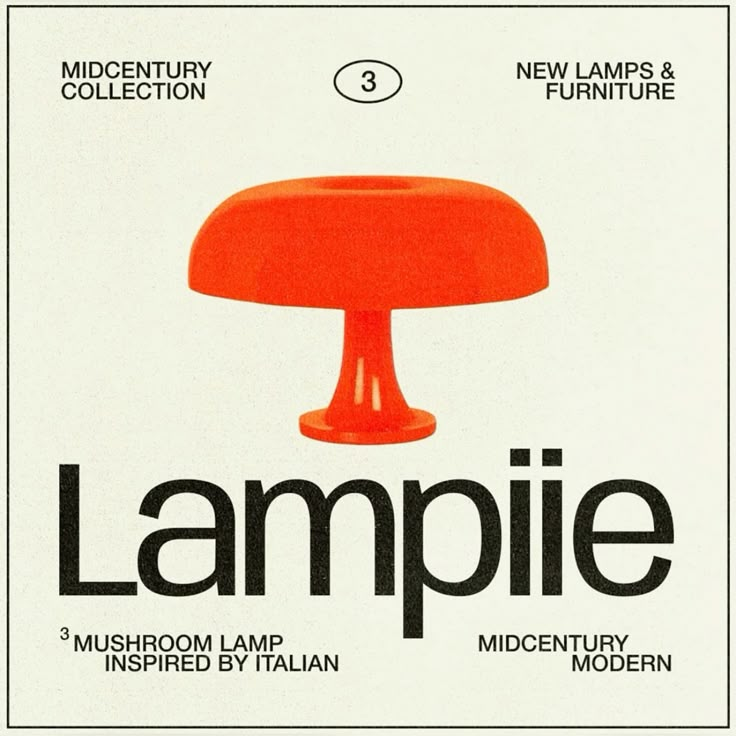 MIDCENTURY
COLLECTION
3
NEW LAMPS &
FURNITURE
Lampiie
3 MUSHROOM LAMP
INSPIRED BY ITALIAN
MIDCENTURY
MODERN